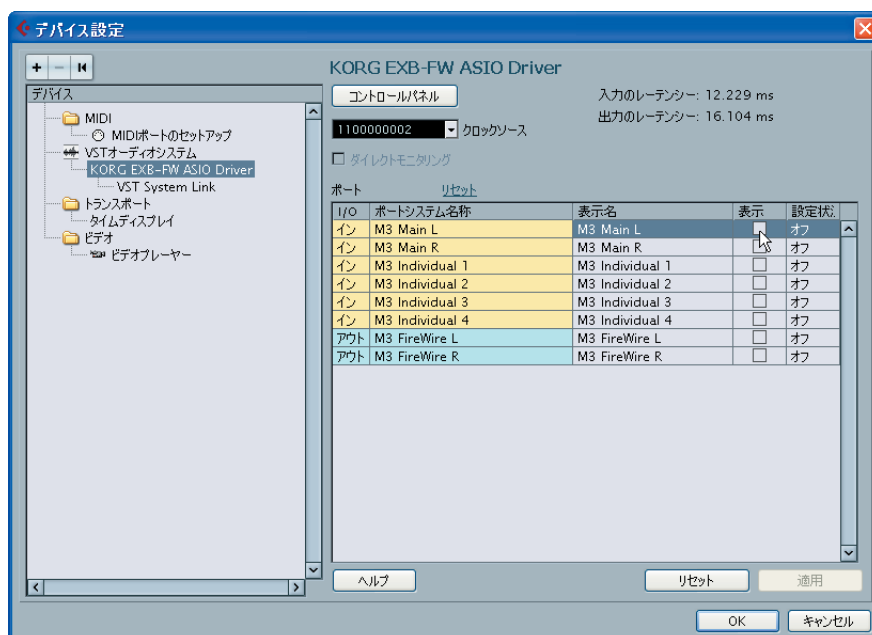 デバイス設定
デバイス
MIDI
MIDIポートのセットアップ
VSTオーディオシステム
KORG EXB-FW ASIO Driver
VST System Link
トランスポート
タイムディスプレイ
ビデオ
ビデオプレーヤー
KORG EXB-FW ASIO Driver
コントロールパネル
入力のレーテンシー: 12.229 ms
出力のレーテンシー: 16.104 ms
1100000002 クロックソース
ダイレクトモニタリング
ポート リセット
I/O ポートシステム名称 表示名 表示 設定状.
イン M3 Main L M3 Main L オフ
イン M3 Main R M3 Main R オフ
イン M3 Individual 1 M3 Individual 1 オフ
イン M3 Individual 2 M3 Individual 2 オフ
イン M3 Individual 3 M3 Individual 3 オフ
イン M3 Individual 4 M3 Individual 4 オフ
アウト M3 FireWire L M3 FireWire L オフ
アウト M3 FireWire R M3 FireWire R オフ
ヘルプ リセット 適用
OK キャンセル